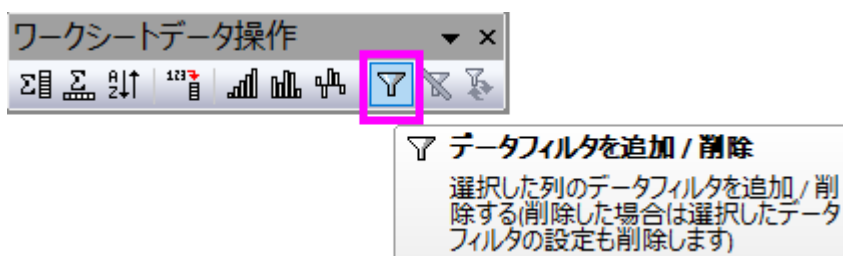 ワークシートデータ操作
データフィルタを追加 / 削除
選択した列のデータフィルタを追加 / 削
除する(削除した場合は選択したデータ
フィルタの設定も削除します)